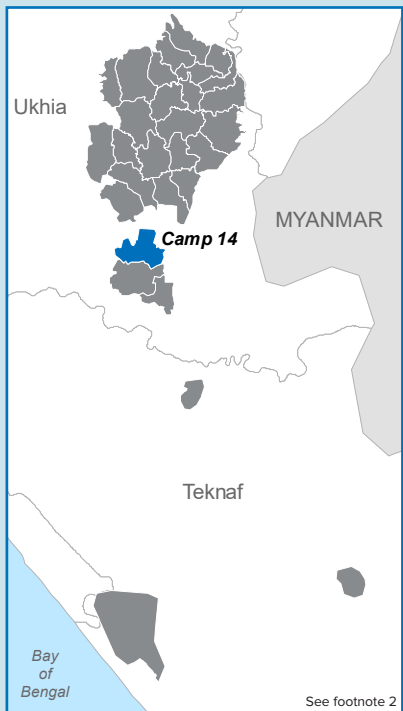 Ukhia
MYANMAR
Camp 14
Teknaf
Bay
of
Bengal
See footnote 2